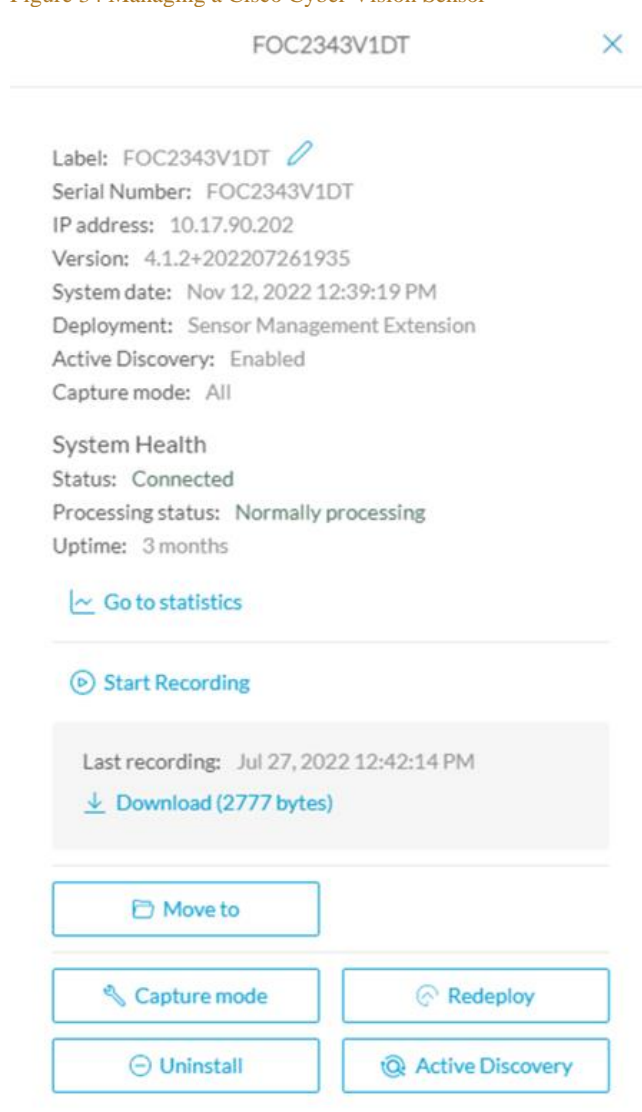 Figure 34 Managing a Cisco Cyber Vision Sensor
FOC2343V1DT
Label: FOC2343V1DT
Serial Number: FOC2343V1DT
IP address: 10.17.90.202
Version: 4.1.2+202207261935
System date: Nov 12, 2022 12:39:19 PM
Deployment: Sensor Management Extension
Active Discovery: Enabled
Capture mode: All
System Health
Status: Connected
Processing status: Normally processing
Uptime: 3 months
Go to statistics
Start Recording
Last recording: Jul 27, 2022 12:42:14 PM
Download (2777 bytes)
Move to
Capture mode
Redeploy
Uninstall
Active Discovery